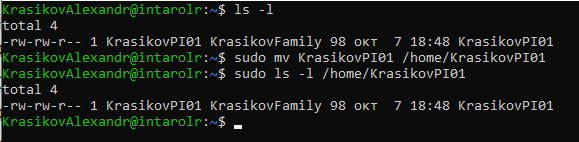 KrasikovAlexandr@intarolr:~$ ls -l
total 4
-rw-rw-r-- 1 KrasikovPI01 KrasikovFamily 98 окт  7 18:48 KrasikovPI01
KrasikovAlexandr@intarolr:~$ sudo mv KrasikovPI01 /home/KrasikovPI01
KrasikovAlexandr@intarolr:~$ sudo ls -l /home/KrasikovPI01
total 4
-rw-rw-r-- 1 KrasikovPI01 KrasikovFamily 98 окт  7 18:48 KrasikovPI01
KrasikovAlexandr@intarolr:~$